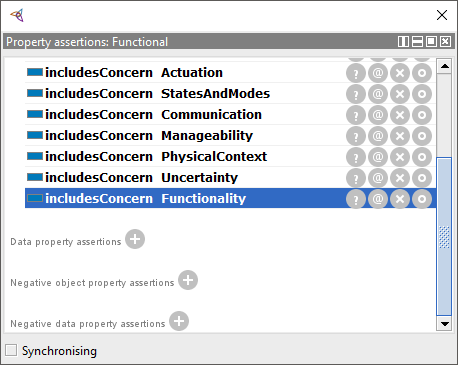 Property assertions: Functional
includesConcern Actuation
includesConcern StatesAndModes
includesConcern Communication
includesConcern Manageability
includesConcern PhysicalContext
includesConcern Uncertainty
includesConcern Functionality
Data property assertions
Negative object property assertions
Negative data property assertions
Synchronising